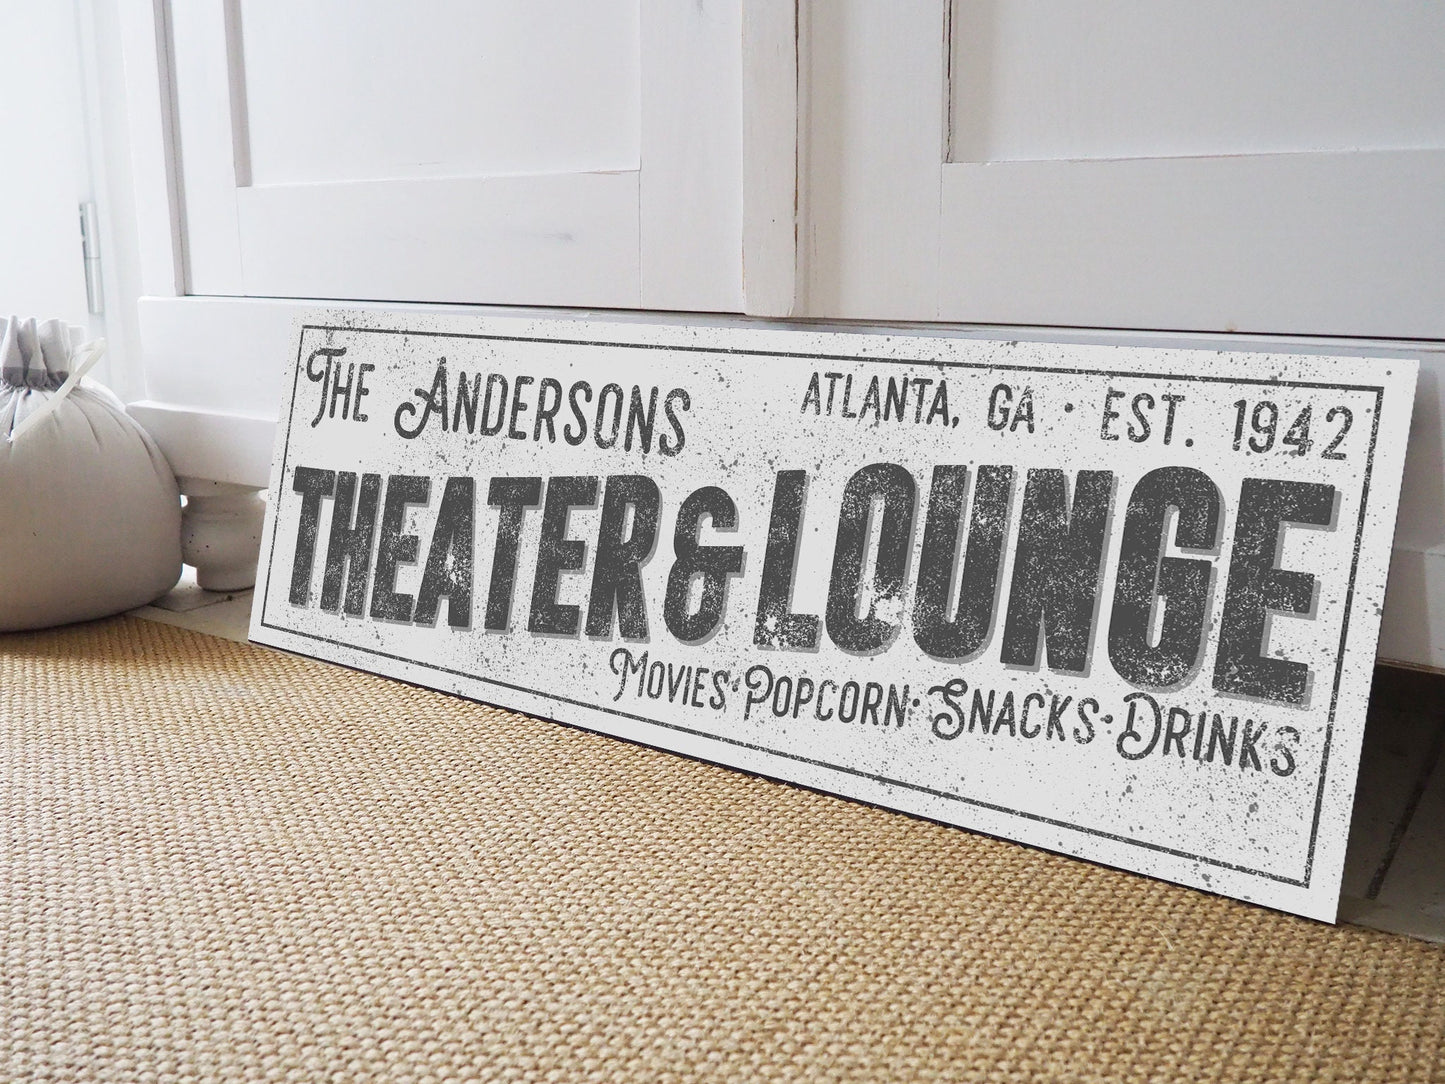 The Andersons
ATLANTA, GA · EST. 1942
THEATER & LOUNGE
Movies · Popcorn · Snacks · Drinks